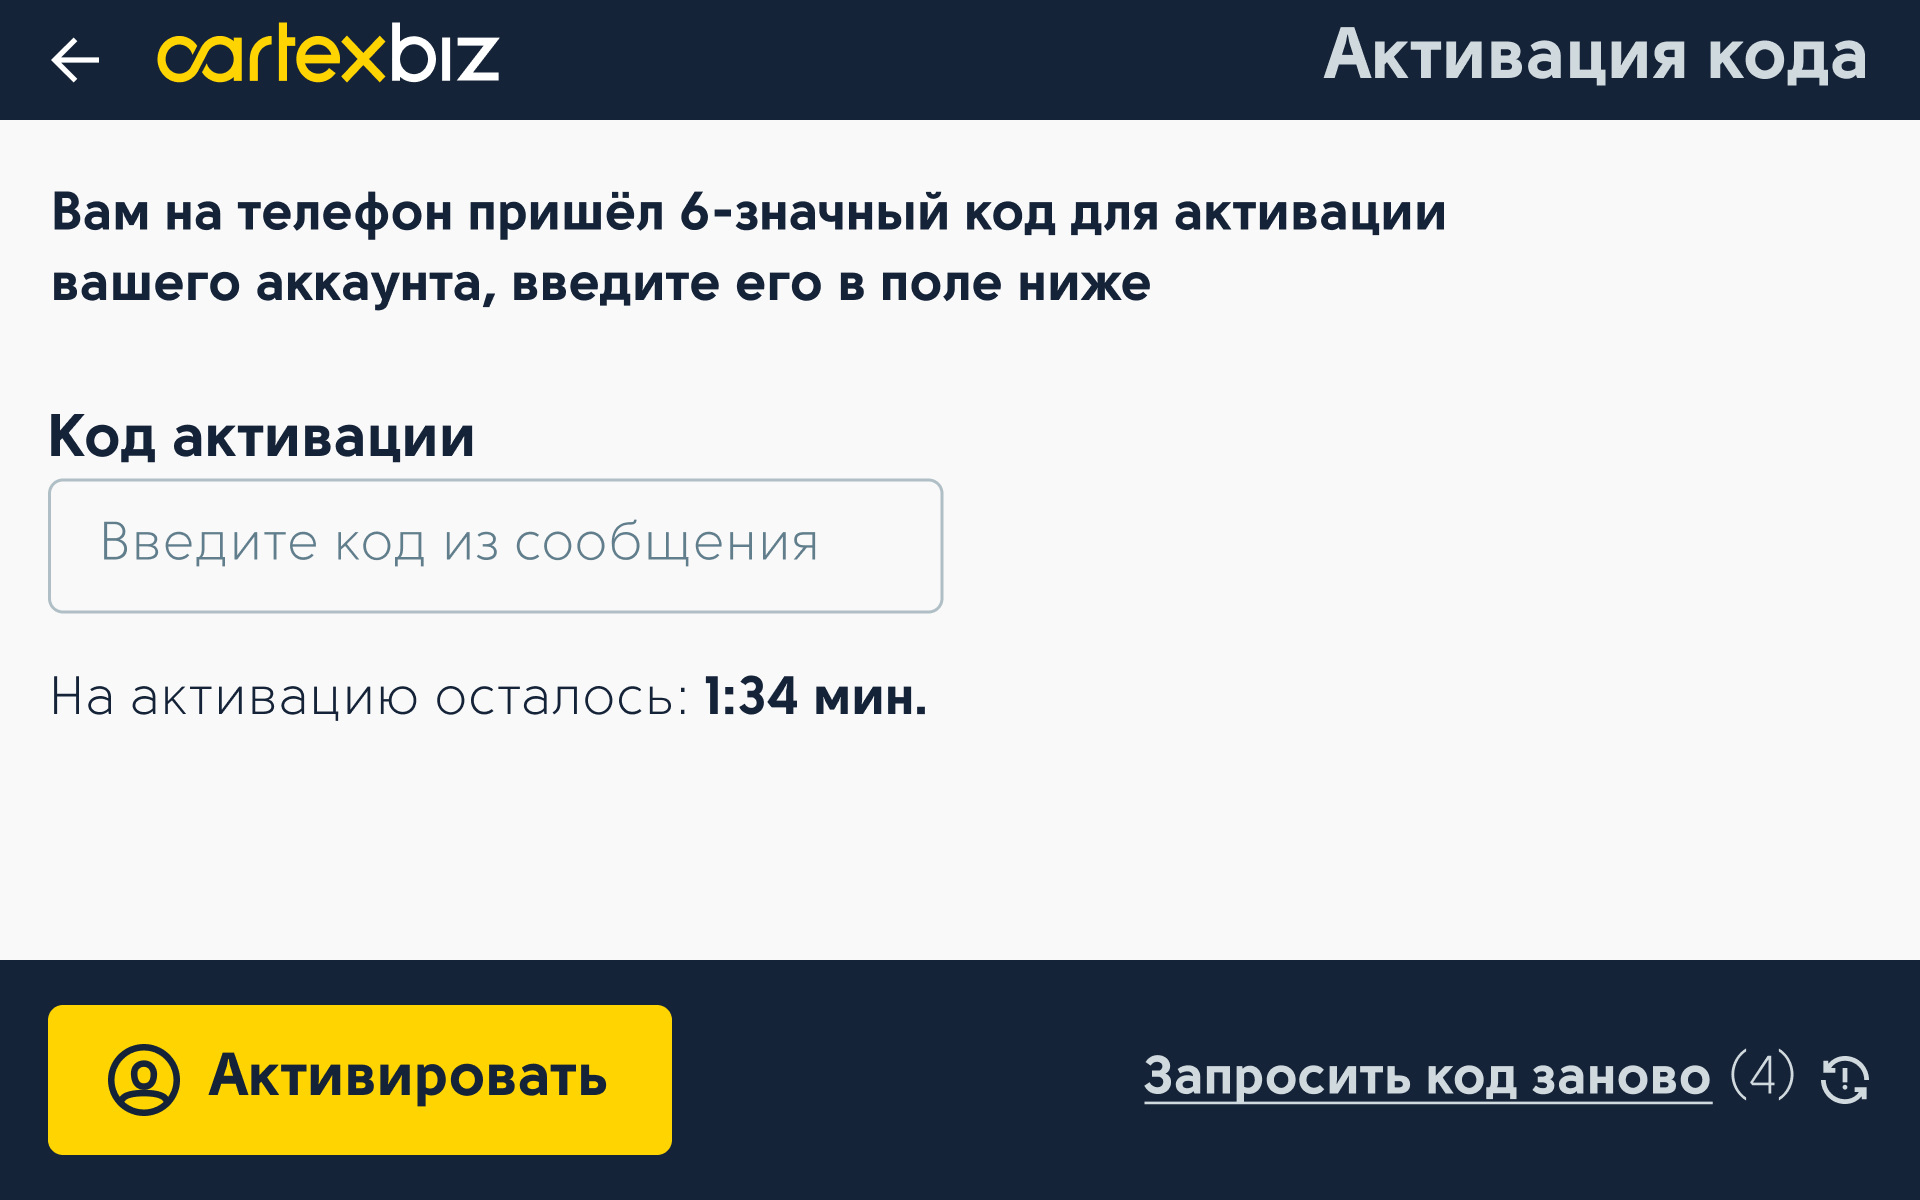 cartexbiz
Активация кода
Вам на телефон пришёл 6-значный код для активации
вашего аккаунта, введите его в поле ниже
Код активации
Введите код из сообщения
На активацию осталось: 1:34 мин.
Активировать
Запросить код заново (4)